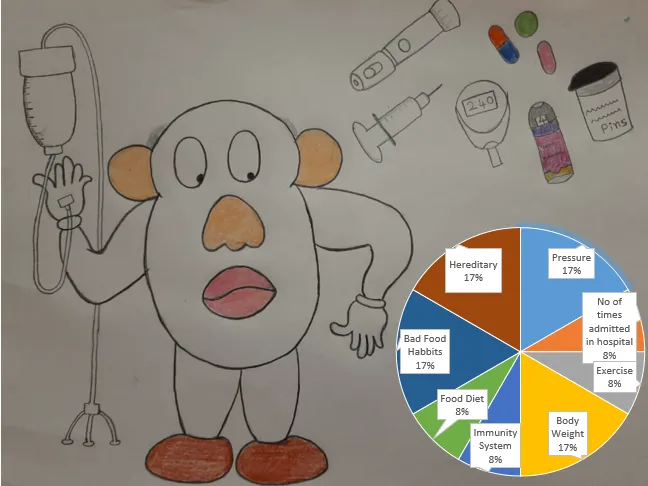 240
Pins
Hereditary
17%
Pressure
17%
No of
times
admitted
in hospital
8%
Exercise
8%
Body
Weight
17%
Immunity
System
8%
Food Diet
8%
Bad Food
Habbits
17%